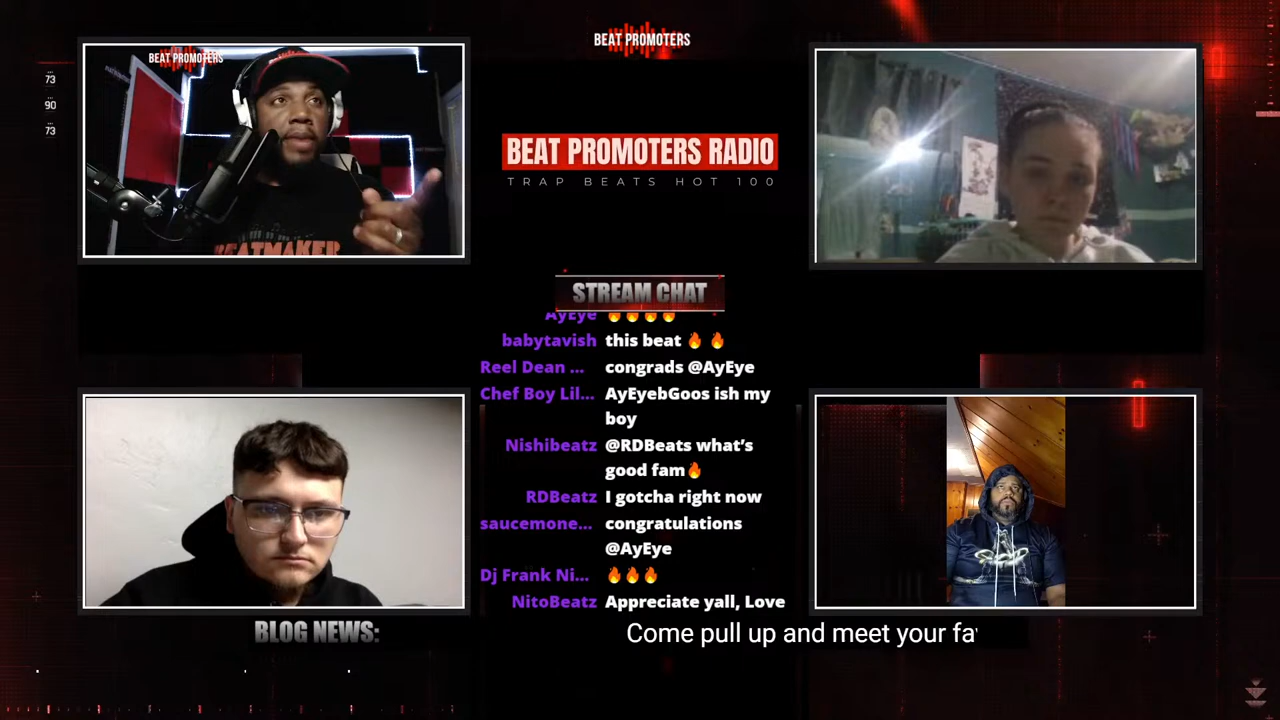 BEAT PROMOTERS
BEAT PROMOTERS
73
90
73
BEATMAKER
BEAT PROMOTERS RADIO
TRAP BEATS HOT 100
STREAM CHAT
AyEye 🔥🔥🔥🔥
babytavish this beat 🔥 🔥
Reel Dean ... congrads @AyEye
Chef Boy Lil... AyEyebGoos ish my
boy
Nishibeatz @RDBeats what's
good fam🔥
RDBeatz I gotcha right now
saucemone... congratulations
@AyEye
Dj Frank Ni... 🔥🔥🔥
NitoBeatz Appreciate yall, Love
BLOG NEWS:
Come pull up and meet your fa